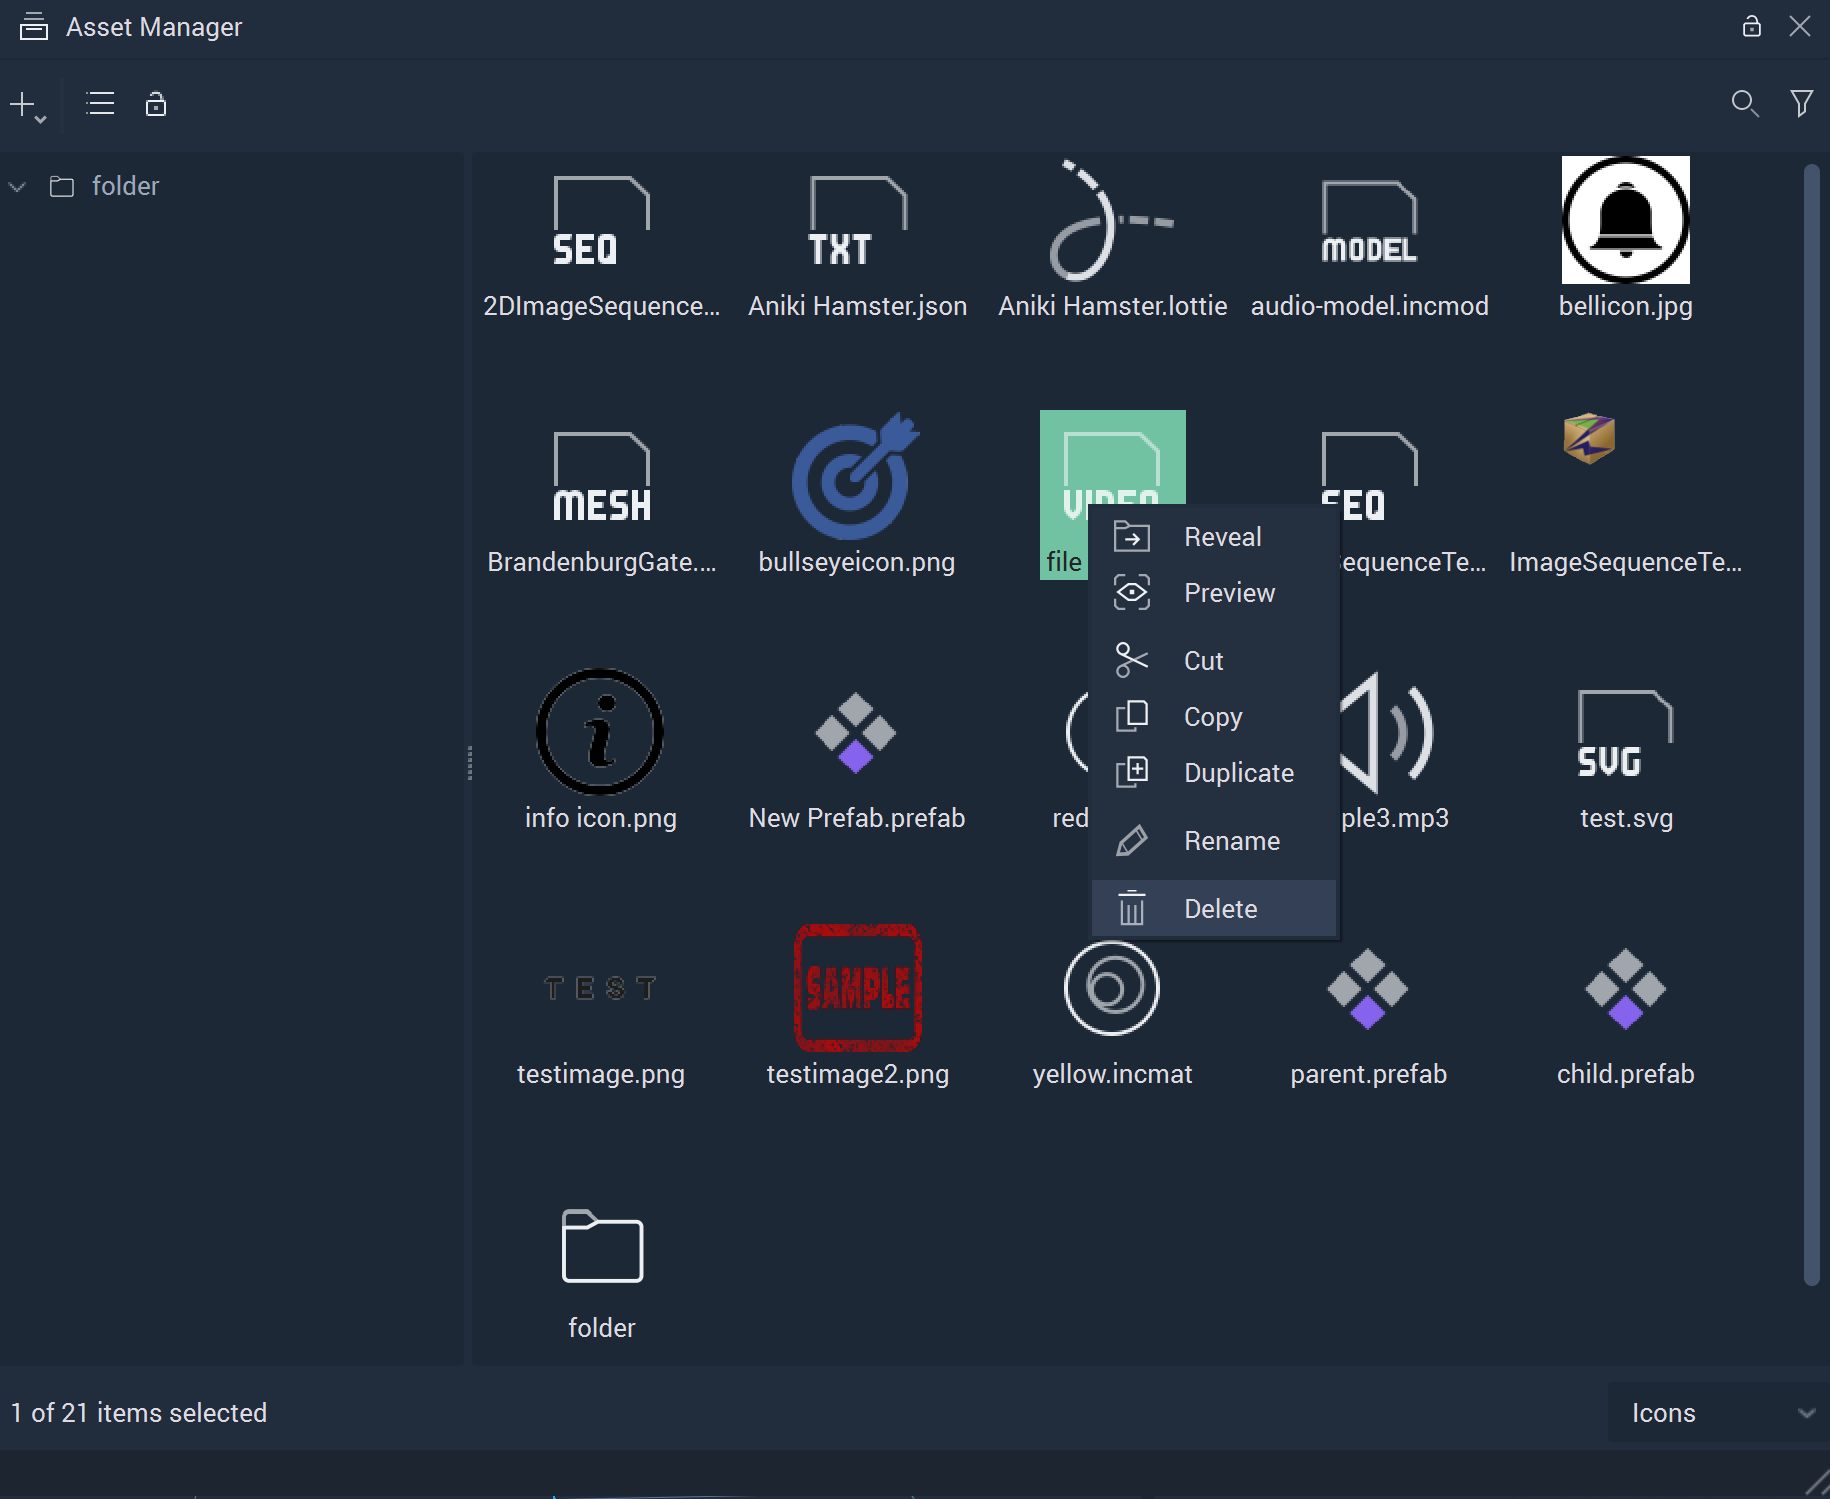 Asset Manager
folder
SEQ
TXT
MODEL
2DImageSequence...
Aniki Hamster.json
Aniki Hamster.lottie
audio-model.incmod
bellicon.jpg
MESH
VIDEO
SEQ
BrandenburgGate....
bullseyeicon.png
file
equenceTe...
ImageSequenceTe...
Reveal
Preview
Cut
Copy
Duplicate
Rename
Delete
i
SVG
info icon.png
New Prefab.prefab
red
ple3.mp3
test.svg
TEST
SAMPLE
testimage.png
testimage2.png
yellow.incmat
parent.prefab
child.prefab
folder
1 of 21 items selected
Icons